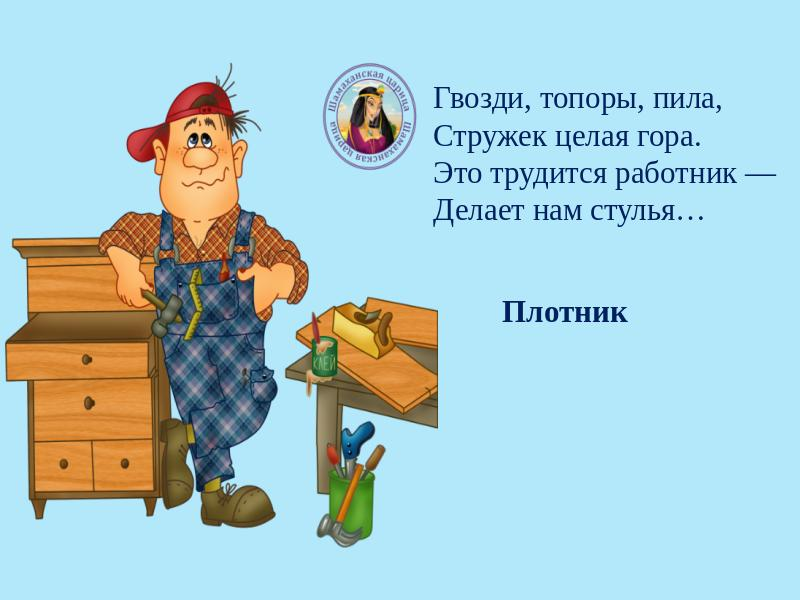 Шамаханская царица
Шамаханская царица
Гвозди, топоры, пила,
Стружек целая гора.
Это трудится работник —
Делает нам стулья…
Плотник
КЛЕЙ